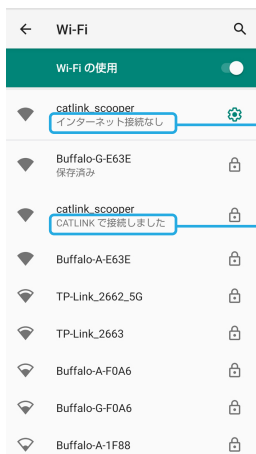 Wi-Fi
Wi-Fi の使用
catlink_scooper
インターネット接続なし
Buffalo-G-E63E
保存済み
catlink_scooper
CATLINK で接続しました
Buffalo-A-E63E
TP-Link_2662_5G
TP-Link_2663
Buffalo-A-F0A6
Buffalo-G-F0A6
Buffalo-A-1F88